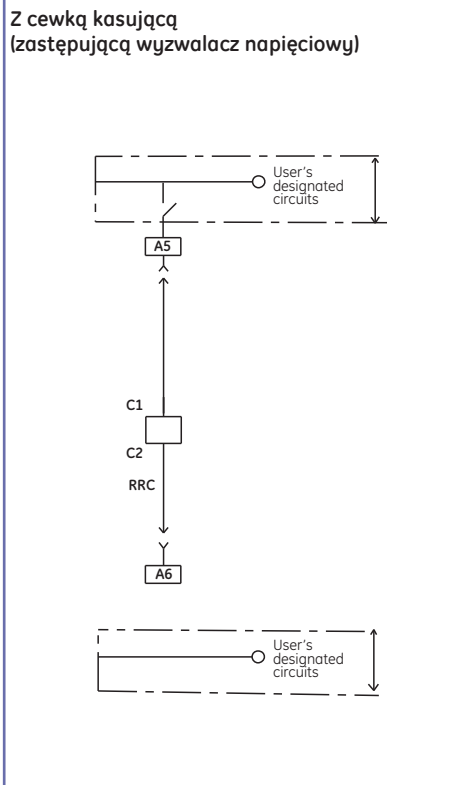 Z cewką kasującą
(zastępującą wyzwalacz napięciowy)
User's
designated
circuits
A5
C1
C2
RRC
A6
User's
designated
circuits